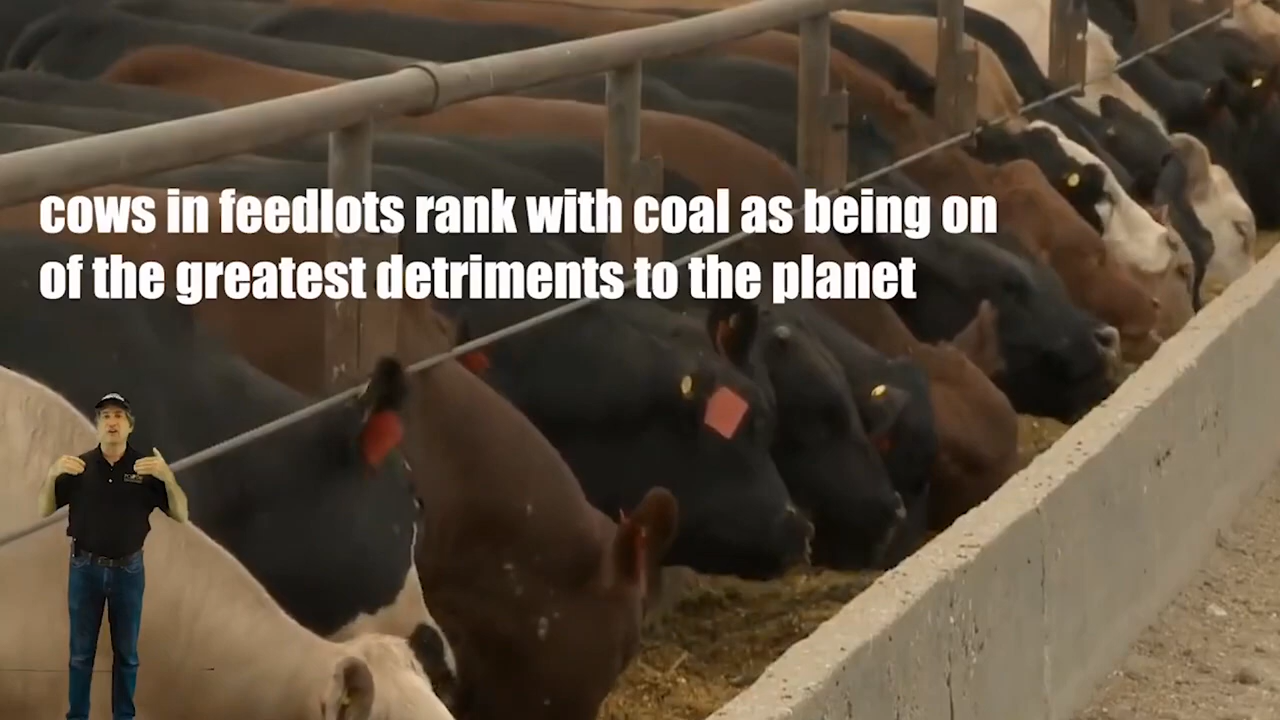 cows in feedlots rank with coal as being on
of the greatest detriments to the planet